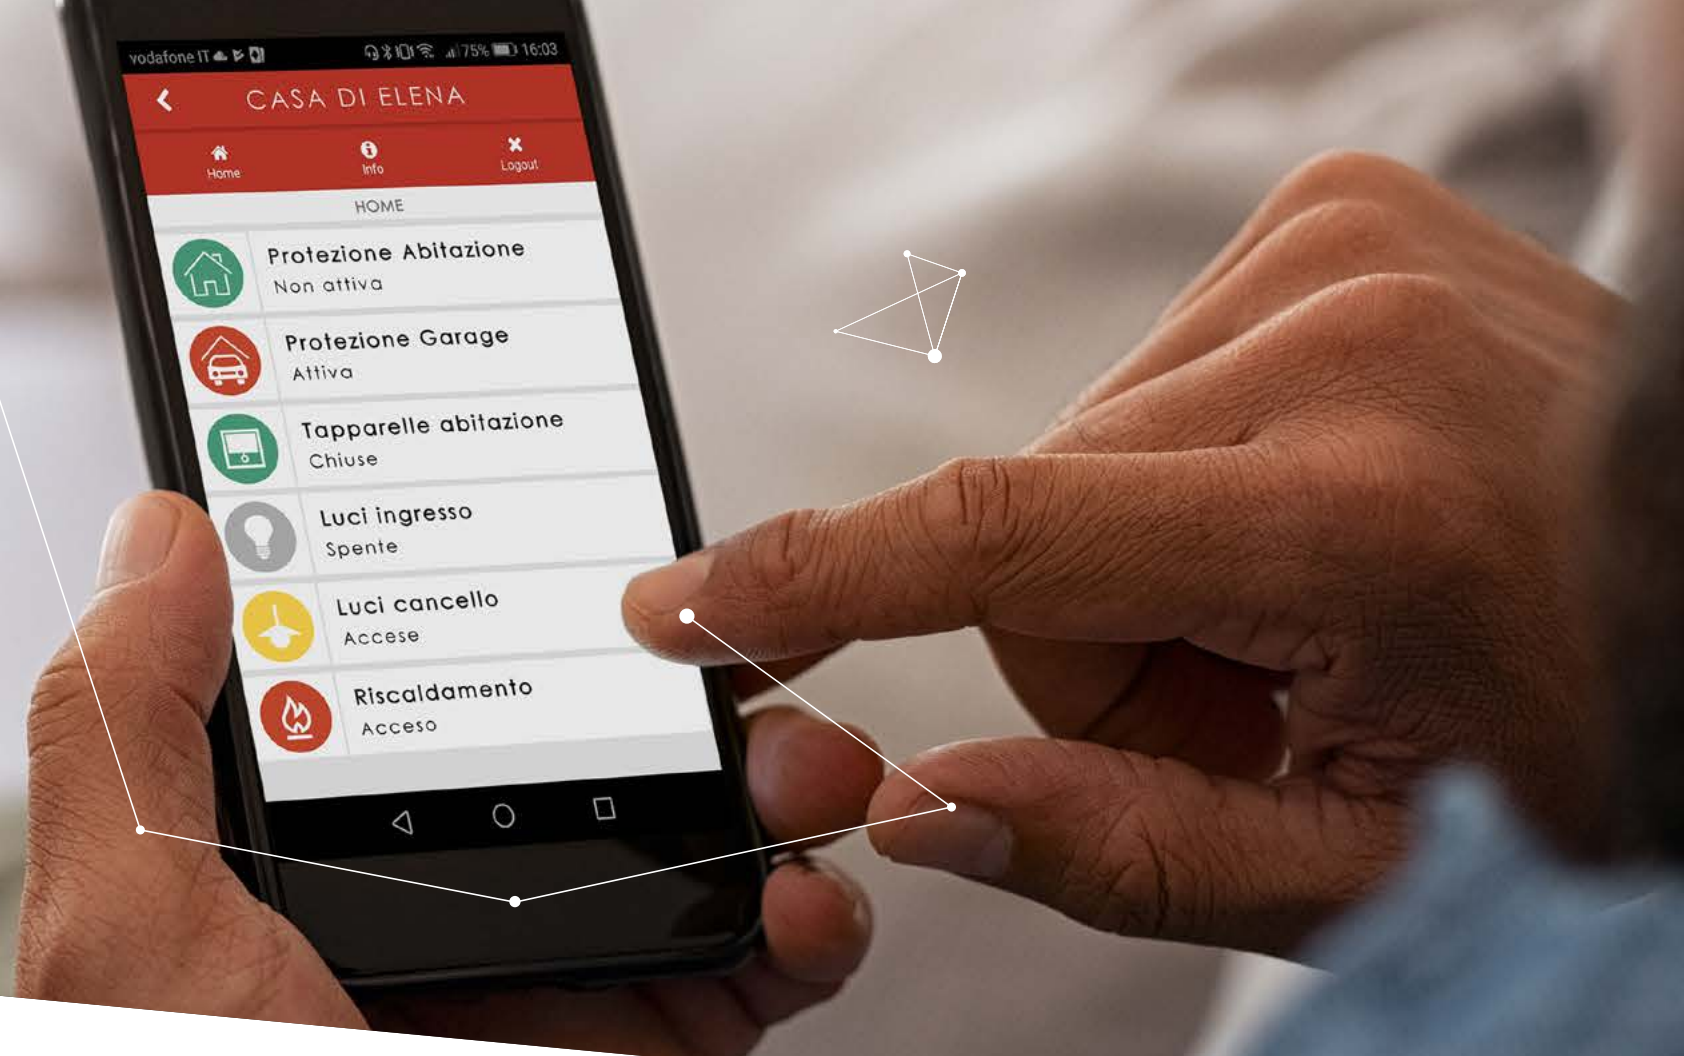 vodafone IT 75% 16:03
CASA DI ELENA
Home Info Logout
HOME
Protezione Abitazione
Non attiva
Protezione Garage
Attiva
Tapparelle abitazione
Chiuse
Luci ingresso
Spente
Luci cancello
Accese
Riscaldamento
Acceso